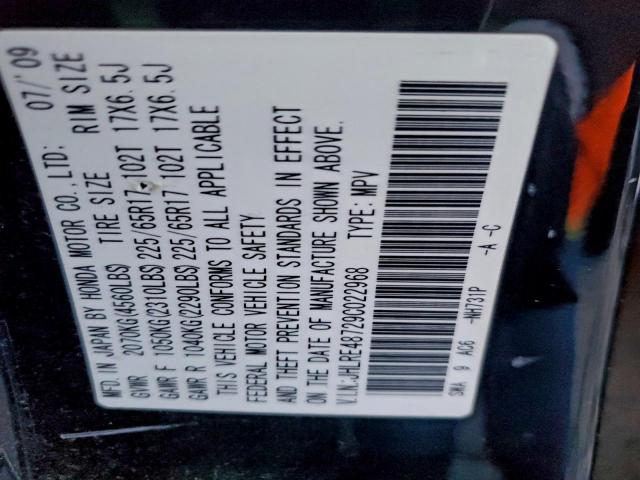 MFD. IN JAPAN BY HONDA MOTOR CO., LTD: 07/'09
GVWR 2070KG(4560LBS) TIRE SIZE RIM SIZE
GAWR F 1050KG(2310LBS) 225/65R17 102T 17X6.5J
GAWR R 1040KG(2290LBS) 225/65R17 102T 17X6.5J
THIS VEHICLE CONFORMS TO ALL APPLICABLE
FEDERAL MOTOR VEHICLE SAFETY
AND THEFT PREVENTION STANDARDS IN EFFECT
ON THE DATE OF MANUFACTURE SHOWN ABOVE.
V.I.N:JHLRE48729C022968 TYPE: MPV
SWA 9 AC6 -NH731P -A -C